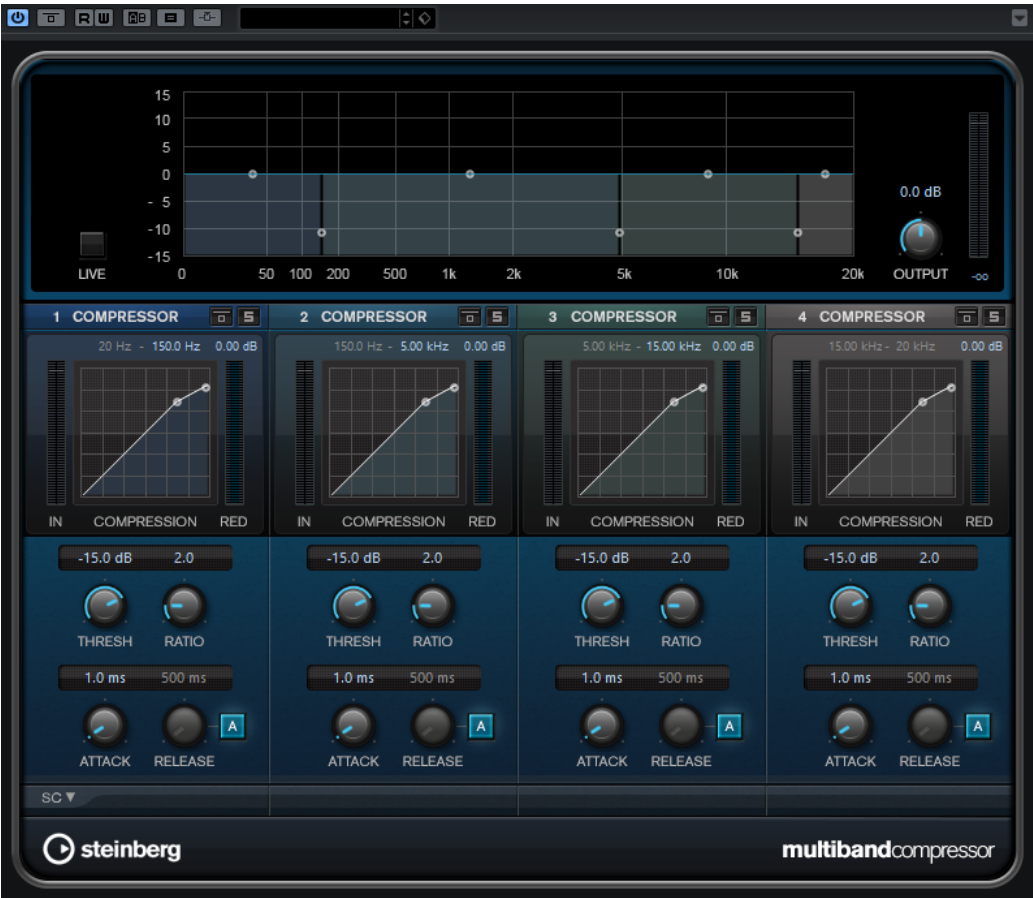 R W A B
15
10
5
0
- 5
-10
-15
0 50 100 200 500 1k 2k 5k 10k 20k
LIVE
0.0 dB
OUTPUT
-oo
1 COMPRESSOR S 2 COMPRESSOR S 3 COMPRESSOR S 4 COMPRESSOR S
20 Hz - 150.0 Hz 0.00 dB 150.0 Hz - 5.00 kHz 0.00 dB 5.00 kHz - 15.00 kHz 0.00 dB 15.00 kHz - 20 kHz 0.00 dB
IN COMPRESSION RED IN COMPRESSION RED IN COMPRESSION RED IN COMPRESSION RED
-15.0 dB 2.0 -15.0 dB 2.0 -15.0 dB 2.0 -15.0 dB 2.0
THRESH RATIO THRESH RATIO THRESH RATIO THRESH RATIO
1.0 ms 500 ms 1.0 ms 500 ms 1.0 ms 500 ms 1.0 ms 500 ms
A A A A
ATTACK RELEASE ATTACK RELEASE ATTACK RELEASE ATTACK RELEASE
SC ▼
steinberg
multibandcompressor